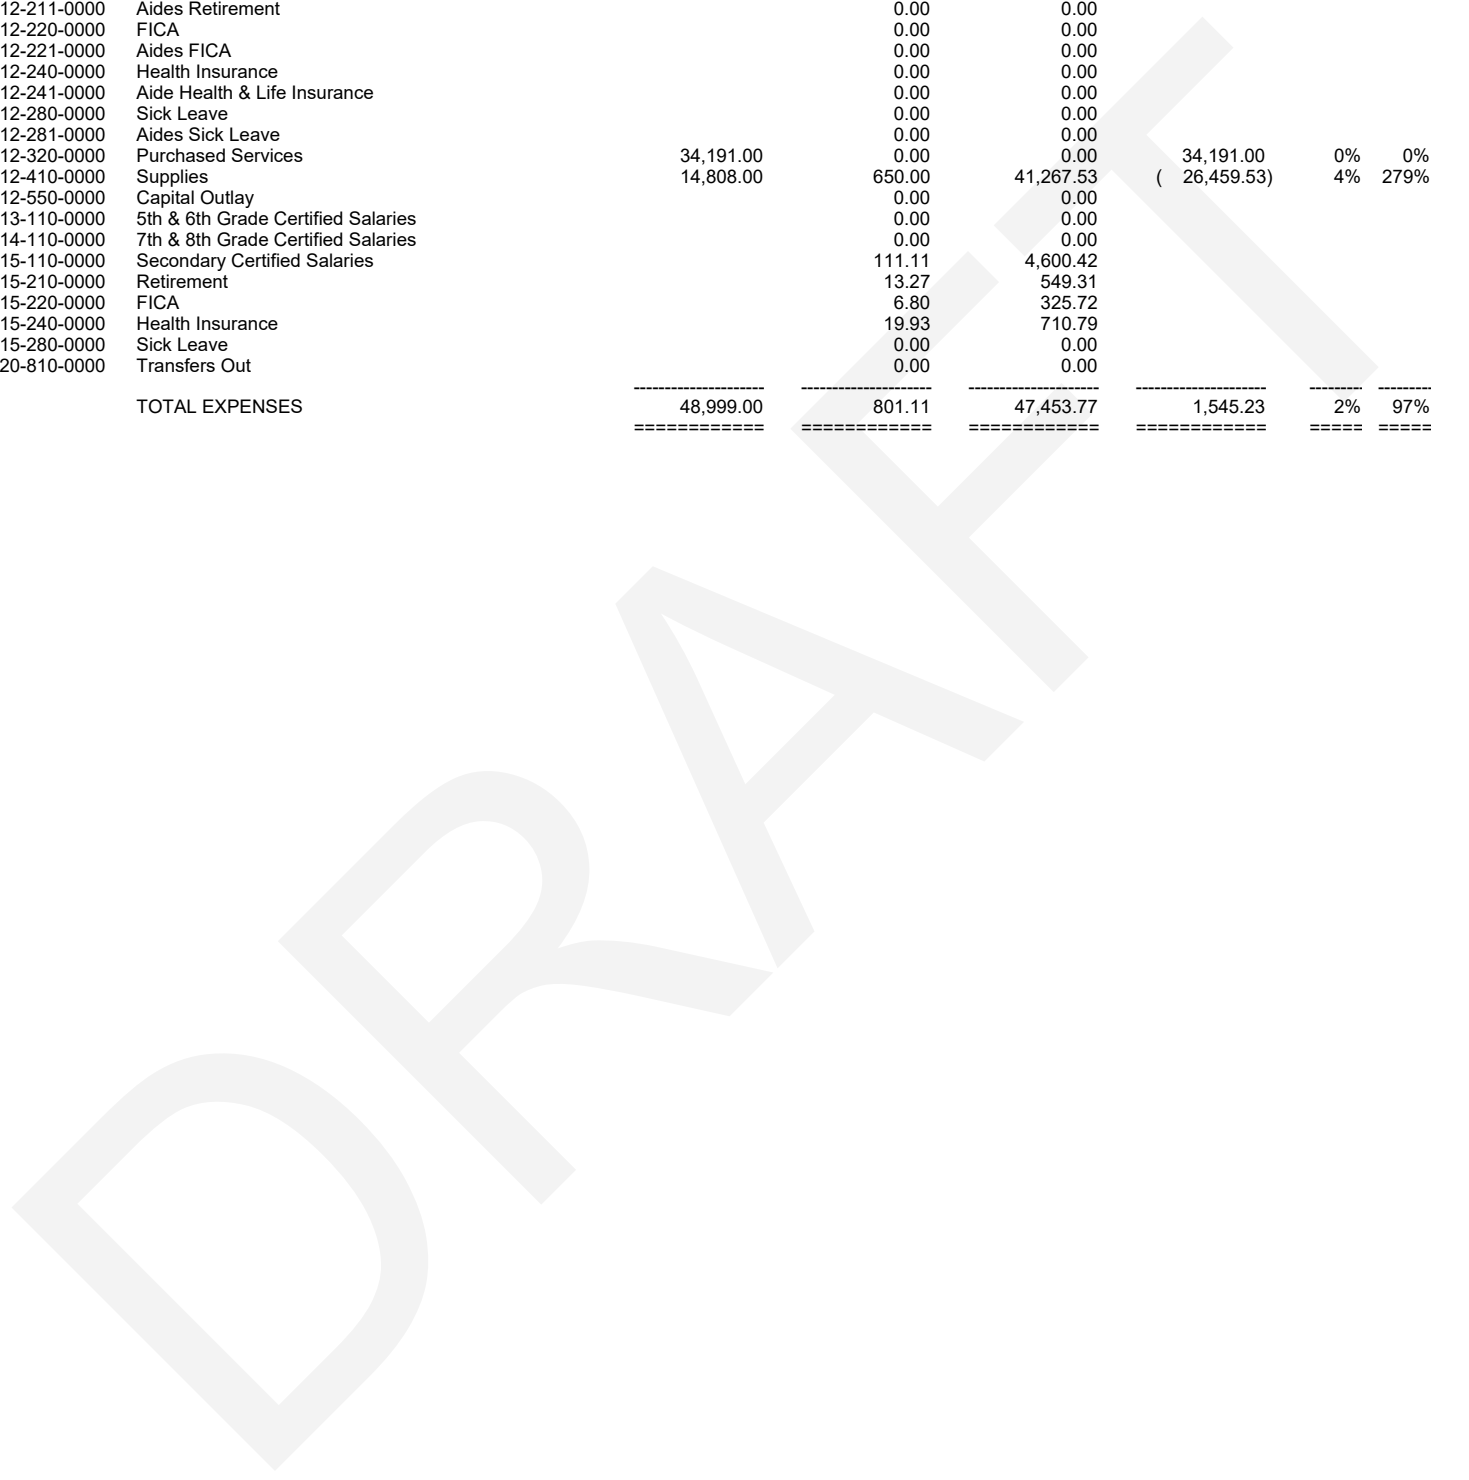 12-211-0000 Aides Retirement 0.00 0.00
12-220-0000 FICA 0.00 0.00
12-221-0000 Aides FICA 0.00 0.00
12-240-0000 Health Insurance 0.00 0.00
12-241-0000 Aide Health & Life Insurance 0.00 0.00
12-280-0000 Sick Leave 0.00 0.00
12-281-0000 Aides Sick Leave 0.00 0.00
12-320-0000 Purchased Services 34,191.00 0.00 0.00 34,191.00 0% 0%
12-410-0000 Supplies 14,808.00 650.00 41,267.53 ( 26,459.53) 4% 279%
12-550-0000 Capital Outlay 0.00 0.00
13-110-0000 5th & 6th Grade Certified Salaries 0.00 0.00
14-110-0000 7th & 8th Grade Certified Salaries 0.00 0.00
15-110-0000 Secondary Certified Salaries 111.11 4,600.42
15-210-0000 Retirement 13.27 549.31
15-220-0000 FICA 6.80 325.72
15-240-0000 Health Insurance 19.93 710.79
15-280-0000 Sick Leave 0.00 0.00
20-810-0000 Transfers Out 0.00 0.00
--------------------- --------------------- --------------------- --------------------- -------- --------
TOTAL EXPENSES 48,999.00 801.11 47,453.77 1,545.23 2% 97%
============ ============ ============ ============ ===== =====
DRAFT